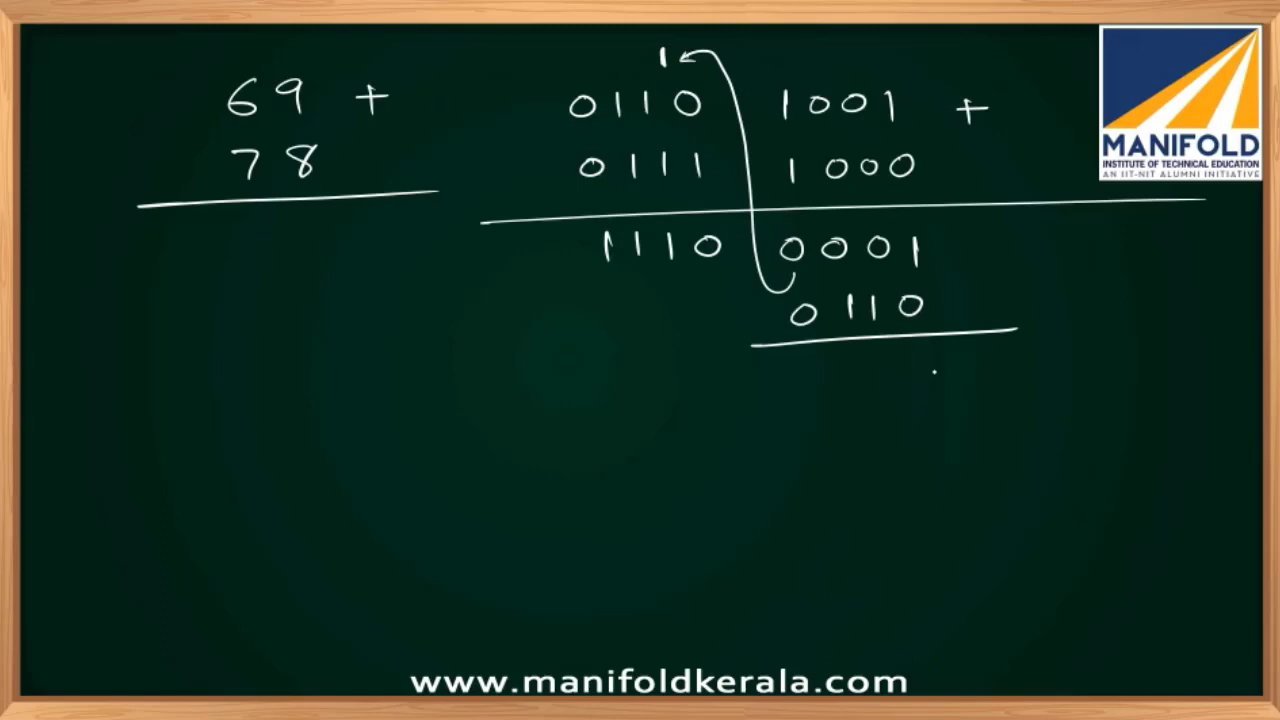 1
69 + 0110 1001 +
78 0111 1000
1110 0001
0110
MANIFOLD
INSTITUTE OF TECHNICAL EDUCATION
AN IIT-NIT ALUMNI INITIATIVE
www.manifoldkerala.com